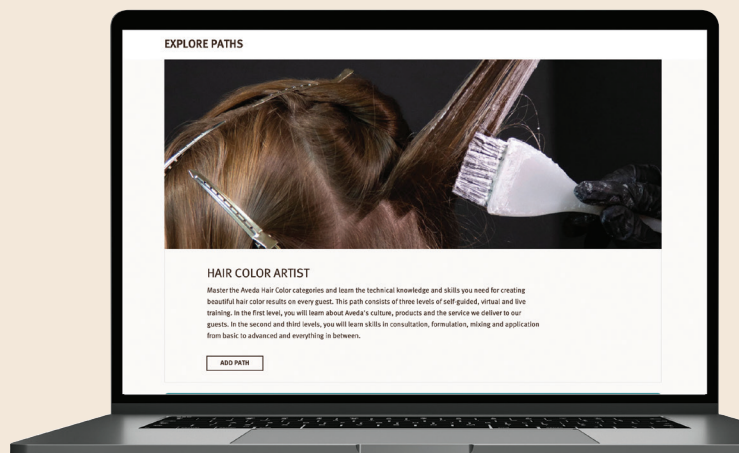 EXPLORE PATHS
HAIR COLOR ARTIST
Master the Aveda Hair Color categories and learn the technical knowledge and skills you need for creating
beautiful hair color results on every guest. This path consists of three levels of self-guided, virtual and live
training. In the first level, you will learn about Aveda's culture, products and the service we deliver to our
guests. In the second and third levels, you will learn skills in consultation, formulation, mixing and application
from basic to advanced and everything in between.
ADD PATH